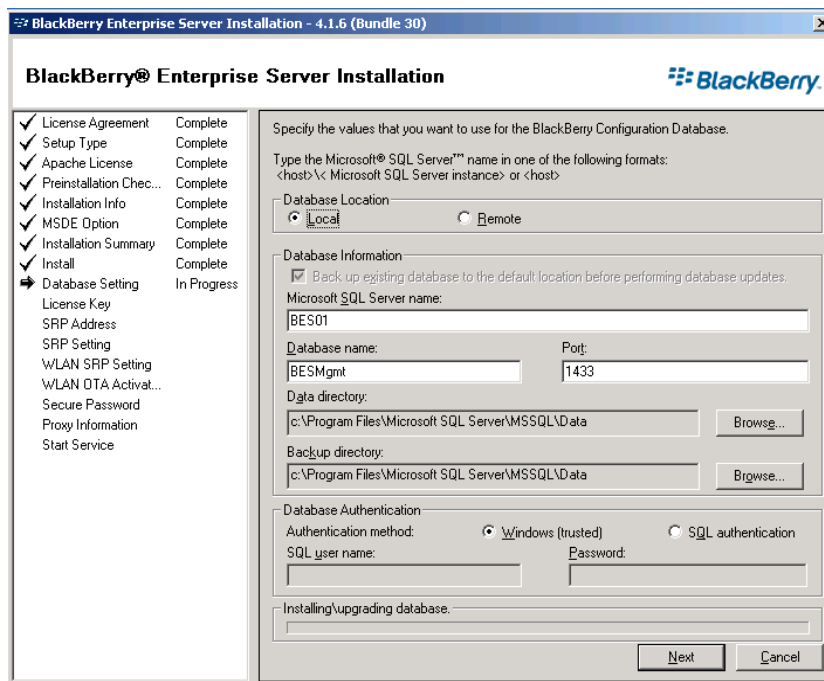 BlackBerry Enterprise Server Installation - 4.1.6 (Bundle 30)
BlackBerry® Enterprise Server Installation
BlackBerry.
License Agreement Complete
Setup Type Complete
Apache License Complete
Preinstallation Chec... Complete
Installation Info Complete
MSDE Option Complete
Installation Summary Complete
Install Complete
Database Setting In Progress
License Key
SRP Address
SRP Setting
WLAN SRP Setting
WLAN OTA Activat...
Secure Password
Proxy Information
Start Service
Specify the values that you want to use for the BlackBerry Configuration Database.
Type the Microsoft® SQL Server™ name in one of the following formats:
<host>\< Microsoft SQL Server instance> or <host>
Database Location
Local Remote
Database Information
Back up existing database to the default location before performing database updates.
Microsoft SQL Server name:
BES01
Database name: Port:
BESMgmt 1433
Data directory:
c:\Program Files\Microsoft SQL Server\MSSQL\Data Browse...
Backup directory:
c:\Program Files\Microsoft SQL Server\MSSQL\Data Browse...
Database Authentication
Authentication method: Windows (trusted) SQL authentication
SQL user name: Password:
Installing\upgrading database.
Next Cancel